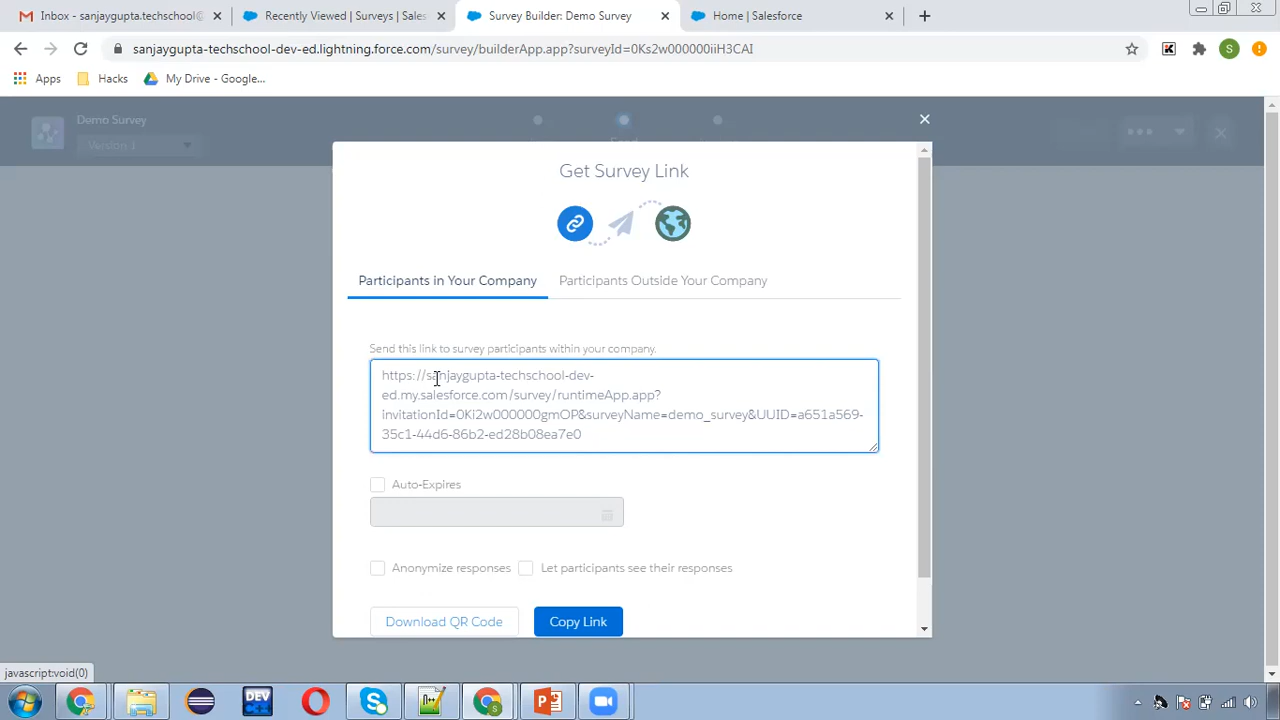 Inbox - sanjaygupta.techschool@
Recently Viewed | Surveys | Sales
Survey Builder: Demo Survey
Home | Salesforce
sanjaygupta-techschool-dev-ed.lightning.force.com/survey/builderApp.app?surveyId=0Ks2w000000iiH3CAI
S
Apps
Hacks
My Drive - Google...
Demo Survey
Version 1
Send
Get Survey Link
Participants in Your Company
Participants Outside Your Company
Send this link to survey participants within your company.
https://sanjaygupta-techschool-dev-
ed.my.salesforce.com/survey/runtimeApp.app?
invitationId=0Ki2w000000gmOP&surveyName=demo_survey&UUID=a651a569-
35c1-44d6-86b2-ed28b08ea7e0
Auto-Expires
Anonymize responses
Let participants see their responses
Download QR Code
Copy Link
javascript:void(0)
DEV
C++